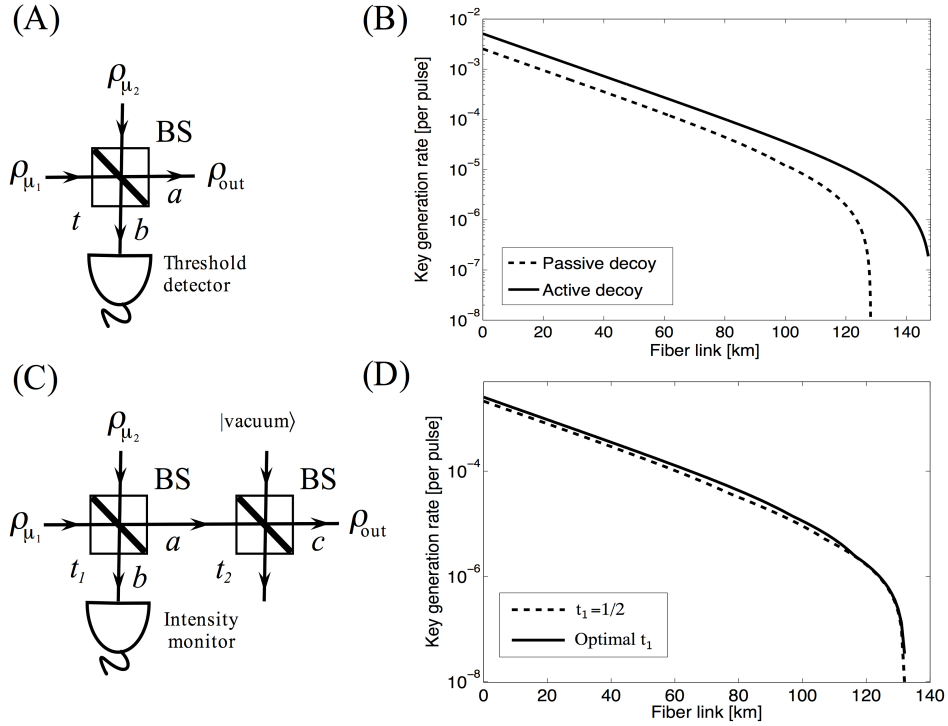 (A)
ρμ₂
BS
ρμ₁
ρout
a
t
b
Threshold
detector
(B)
Key generation rate [per pulse]
10⁻²
10⁻³
10⁻⁴
10⁻⁵
10⁻⁶
10⁻⁷
10⁻⁸
Passive decoy
Active decoy
0 20 40 60 80 100 120 140
Fiber link [km]
(C)
ρμ₂
|vacuum⟩
BS
BS
ρμ₁
ρout
a
c
t₁
b
t₂
Intensity
monitor
(D)
Key generation rate [per pulse]
10⁻⁴
10⁻⁶
10⁻⁸
t₁=1/2
Optimal t₁
0 20 40 60 80 100 120 140
Fiber link [km]